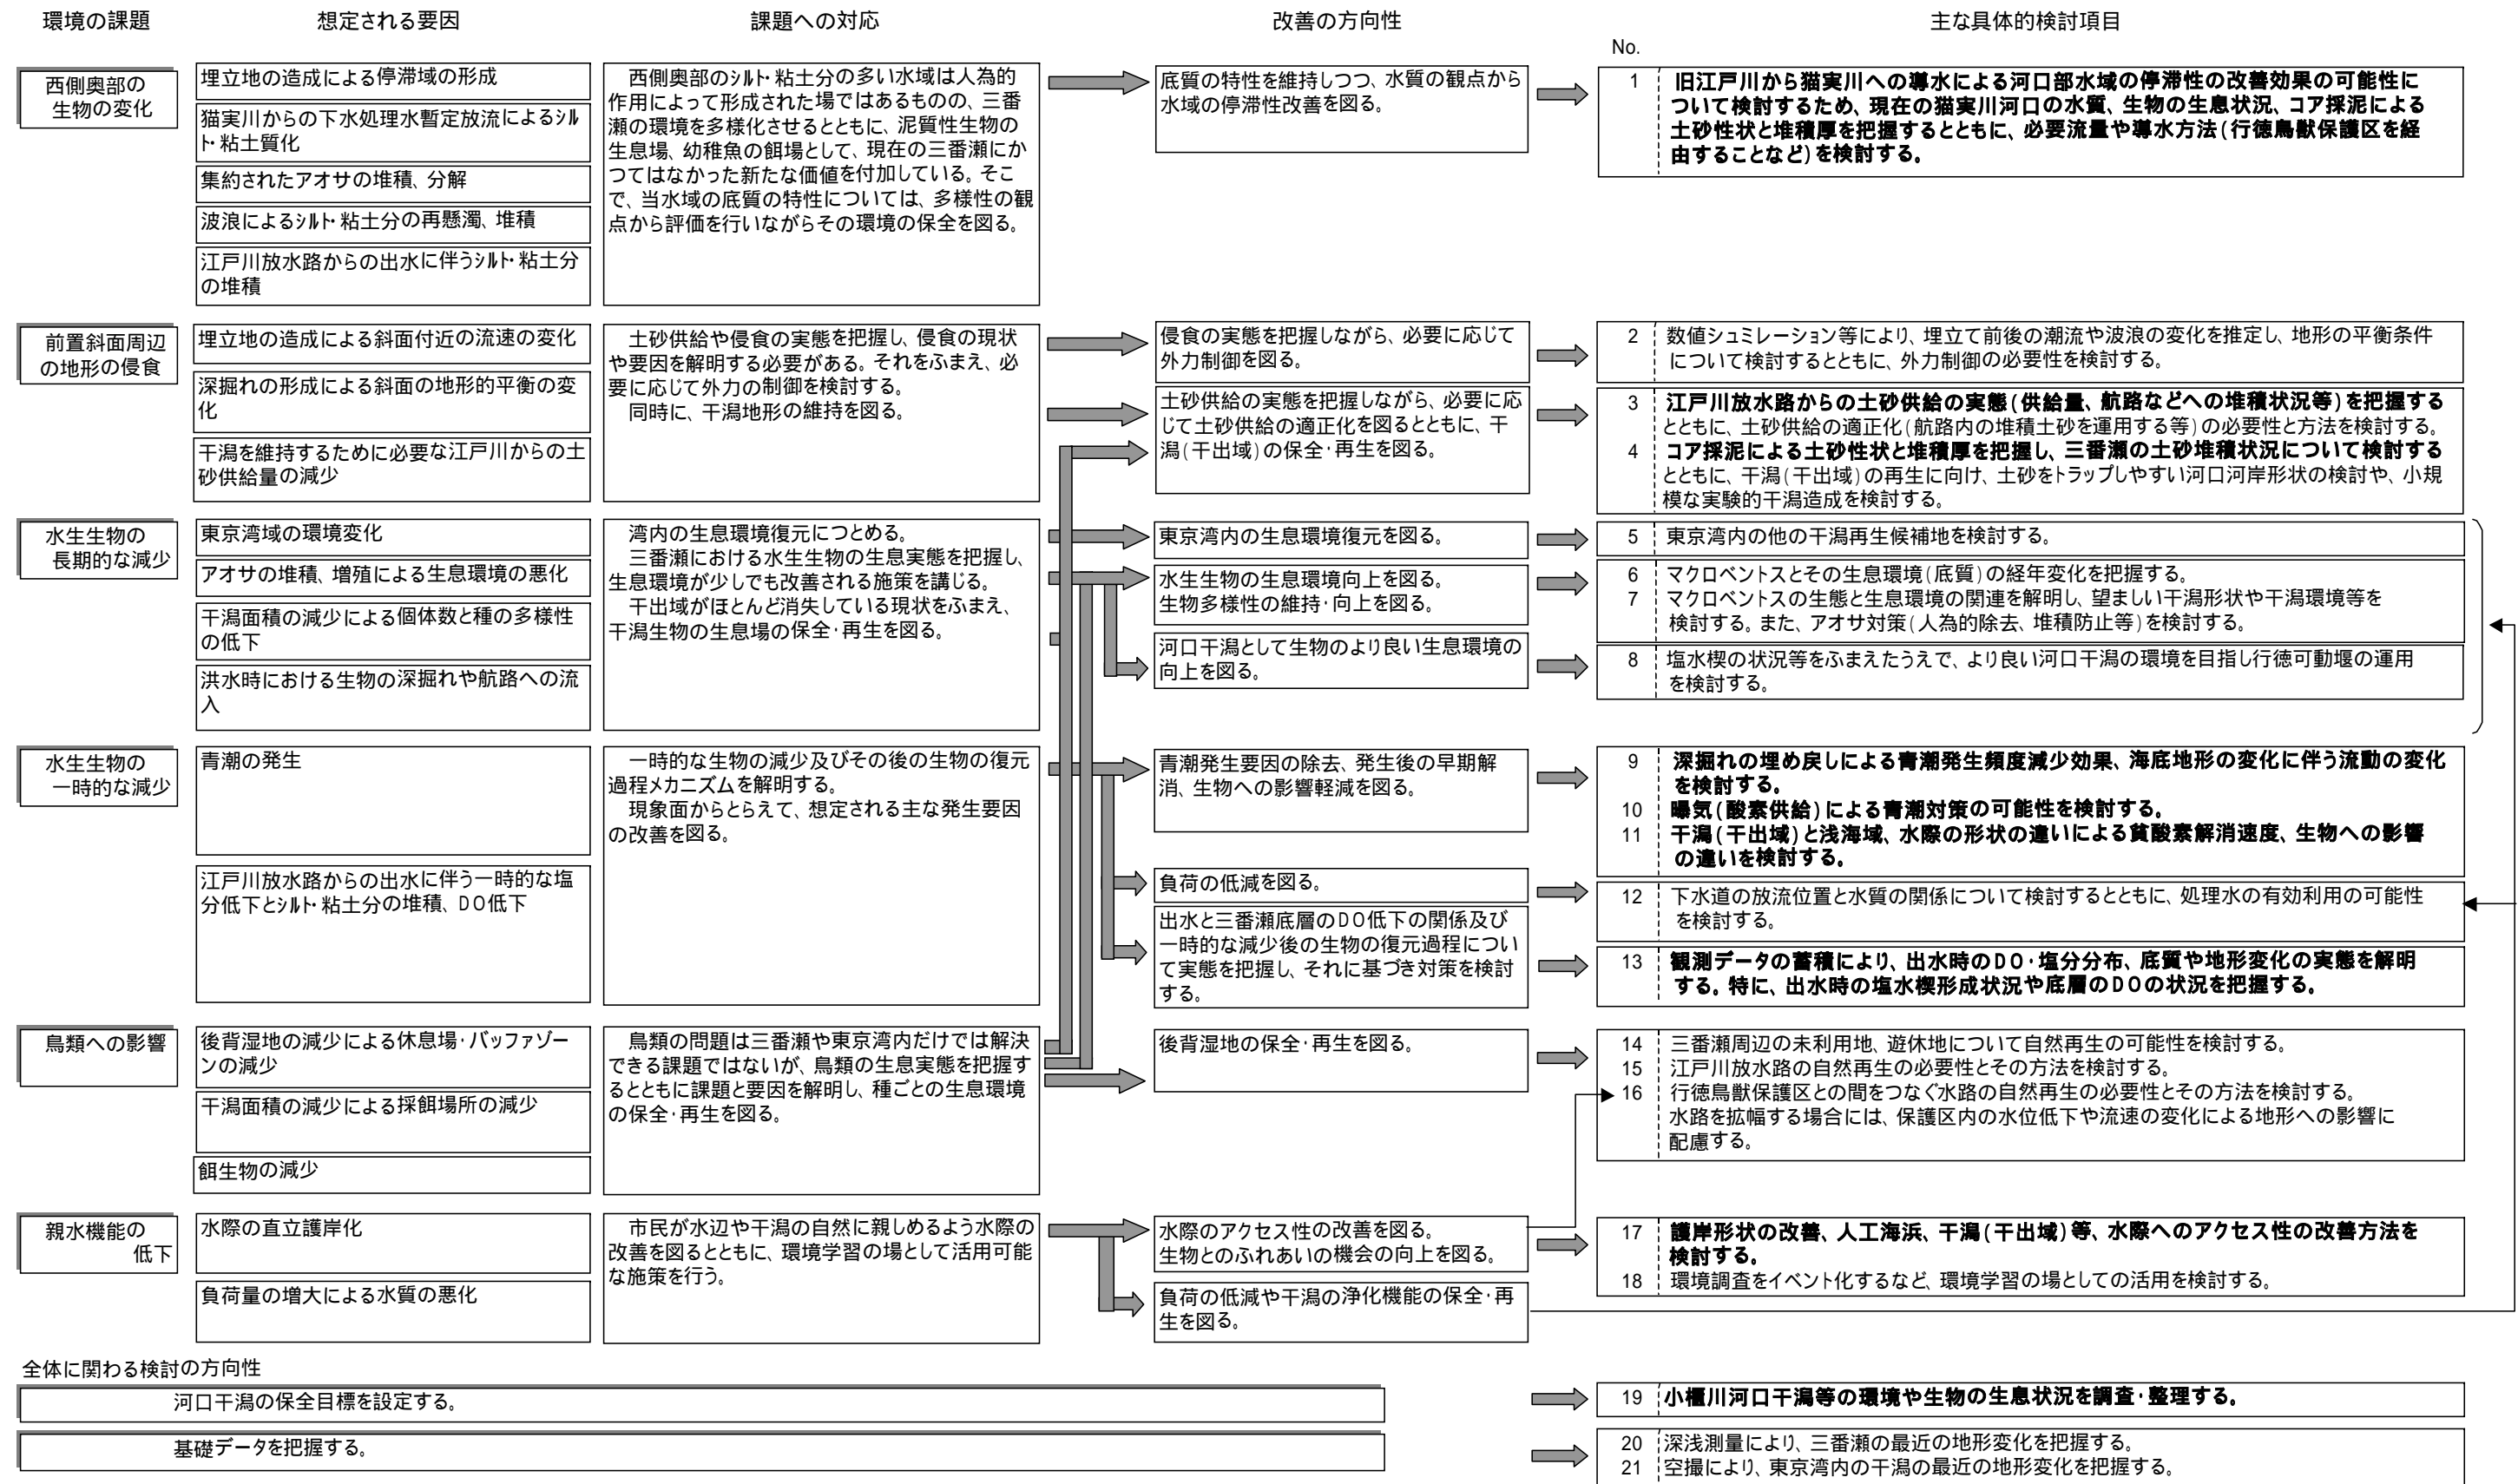 環境の課題
想定される要因
課題への対応
改善の方向性
主な具体的検討項目
No.
西側奥部の
生物の変化
埋立地の造成による停滞域の形成
猫実川からの下水処理水暫定放流によるｼﾙ
ﾄ･粘土質化
集約されたアオサの堆積、分解
波浪によるｼﾙﾄ･粘土分の再懸濁、堆積
江戸川放水路からの出水に伴うｼﾙﾄ･粘土分
の堆積
西側奥部のｼﾙﾄ･粘土分の多い水域は人為的
作用によって形成された場ではあるものの、三番
瀬の環境を多様化させるとともに、泥質性生物の
生息場、幼稚魚の餌場として、現在の三番瀬にか
つてはなかった新たな価値を付加している。そこ
で、当水域の底質の特性については、多様性の観
点から評価を行いながらその環境の保全を図る。
底質の特性を維持しつつ、水質の観点から
水域の停滞性改善を図る。
1 旧江戸川から猫実川への導水による河口部水域の停滞性の改善効果の可能性に
ついて検討するため、現在の猫実川河口の水質、生物の生息状況、コア採泥による
土砂性状と堆積厚を把握するとともに、必要流量や導水方法(行徳鳥獣保護区を経
由することなど)を検討する。
前置斜面周辺
の地形の侵食
埋立地の造成による斜面付近の流速の変化
深掘れの形成による斜面の地形的平衡の変
化
干潟を維持するために必要な江戸川からの土
砂供給量の減少
土砂供給や侵食の実態を把握し、侵食の現状
や要因を解明する必要がある。それをふまえ、必
要に応じて外力の制御を検討する。
同時に、干潟地形の維持を図る。
侵食の実態を把握しながら、必要に応じて
外力制御を図る。
土砂供給の実態を把握しながら、必要に応
じて土砂供給の適正化を図るとともに、干
潟(干出域)の保全･再生を図る。
2 数値シュミレーション等により、埋立て前後の潮流や波浪の変化を推定し、地形の平衡条件
について検討するとともに、外力制御の必要性を検討する。
3 江戸川放水路からの土砂供給の実態(供給量、航路などへの堆積状況等)を把握する
とともに、土砂供給の適正化(航路内の堆積土砂を運用する等)の必要性と方法を検討する。
4 コア採泥による土砂性状と堆積厚を把握し、三番瀬の土砂堆積状況について検討する
とともに、干潟(干出域)の再生に向け、土砂をトラップしやすい河口河岸形状の検討や、小規
模な実験的干潟造成を検討する。
水生生物の
長期的な減少
東京湾域の環境変化
アオサの堆積、増殖による生息環境の悪化
干潟面積の減少による個体数と種の多様性
の低下
洪水時における生物の深掘れや航路への流
入
湾内の生息環境復元につとめる。
三番瀬における水生生物の生息実態を把握し、
生息環境が少しでも改善される施策を講じる。
干出域がほとんど消失している現状をふまえ、
干潟生物の生息場の保全･再生を図る。
東京湾内の生息環境復元を図る。
水生生物の生息環境向上を図る。
生物多様性の維持･向上を図る。
河口干潟として生物のより良い生息環境の
向上を図る。
5 東京湾内の他の干潟再生候補地を検討する。
6 マクロベントスとその生息環境(底質)の経年変化を把握する。
7 マクロベントスの生態と生息環境の関連を解明し、望ましい干潟形状や干潟環境等を
検討する。また、アオサ対策(人為的除去、堆積防止等)を検討する。
8 塩水楔の状況等をふまえたうえで、より良い河口干潟の環境を目指し行徳可動堰の運用
を検討する。
水生生物の
一時的な減少
青潮の発生
江戸川放水路からの出水に伴う一時的な塩
分低下とｼﾙﾄ･粘土分の堆積、DO低下
一時的な生物の減少及びその後の生物の復元
過程メカニズムを解明する。
現象面からとらえて、想定される主な発生要因
の改善を図る。
青潮発生要因の除去、発生後の早期解
消、生物への影響軽減を図る。
負荷の低減を図る。
出水と三番瀬底層のDO低下の関係及び
一時的な減少後の生物の復元過程につい
て実態を把握し、それに基づき対策を検討
する。
9 深掘れの埋め戻しによる青潮発生頻度減少効果、海底地形の変化に伴う流動の変化
を検討する。
10 曝気(酸素供給)による青潮対策の可能性を検討する。
11 干潟(干出域)と浅海域、水際の形状の違いによる貧酸素解消速度、生物への影響
の違いを検討する。
12 下水道の放流位置と水質の関係について検討するとともに、処理水の有効利用の可能性
を検討する。
13 観測データの蓄積により、出水時のDO･塩分分布、底質や地形変化の実態を解明
する。特に、出水時の塩水楔形成状況や底層のDOの状況を把握する。
鳥類への影響
後背湿地の減少による休息場･バッファゾー
ンの減少
干潟面積の減少による採餌場所の減少
餌生物の減少
鳥類の問題は三番瀬や東京湾内だけでは解決
できる課題ではないが、鳥類の生息実態を把握す
るとともに課題と要因を解明し、種ごとの生息環境
の保全･再生を図る。
後背湿地の保全･再生を図る。
14 三番瀬周辺の未利用地、遊休地について自然再生の可能性を検討する。
15 江戸川放水路の自然再生の必要性とその方法を検討する。
16 行徳鳥獣保護区との間をつなぐ水路の自然再生の必要性とその方法を検討する。
水路を拡幅する場合には、保護区内の水位低下や流速の変化による地形への影響に
配慮する。
親水機能の
低下
水際の直立護岸化
負荷量の増大による水質の悪化
市民が水辺や干潟の自然に親しめるよう水際の
改善を図るとともに、環境学習の場として活用可能
な施策を行う。
水際のアクセス性の改善を図る。
生物とのふれあいの機会の向上を図る。
負荷の低減や干潟の浄化機能の保全･再
生を図る。
17 護岸形状の改善、人工海浜、干潟(干出域)等、水際へのアクセス性の改善方法を
検討する。
18 環境調査をイベント化するなど、環境学習の場としての活用を検討する。
全体に関わる検討の方向性
河口干潟の保全目標を設定する。
19 小櫃川河口干潟等の環境や生物の生息状況を調査･整理する。
基礎データを把握する。
20 深浅測量により、三番瀬の最近の地形変化を把握する。
21 空撮により、東京湾内の干潟の最近の地形変化を把握する。